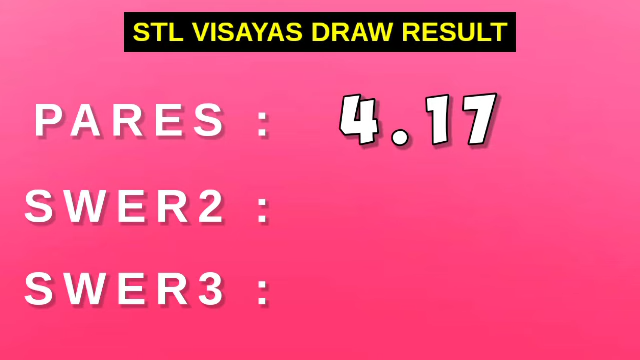 STL VISAYAS DRAW RESULT
PARES : 4.17
SWER2 :
SWER3 :